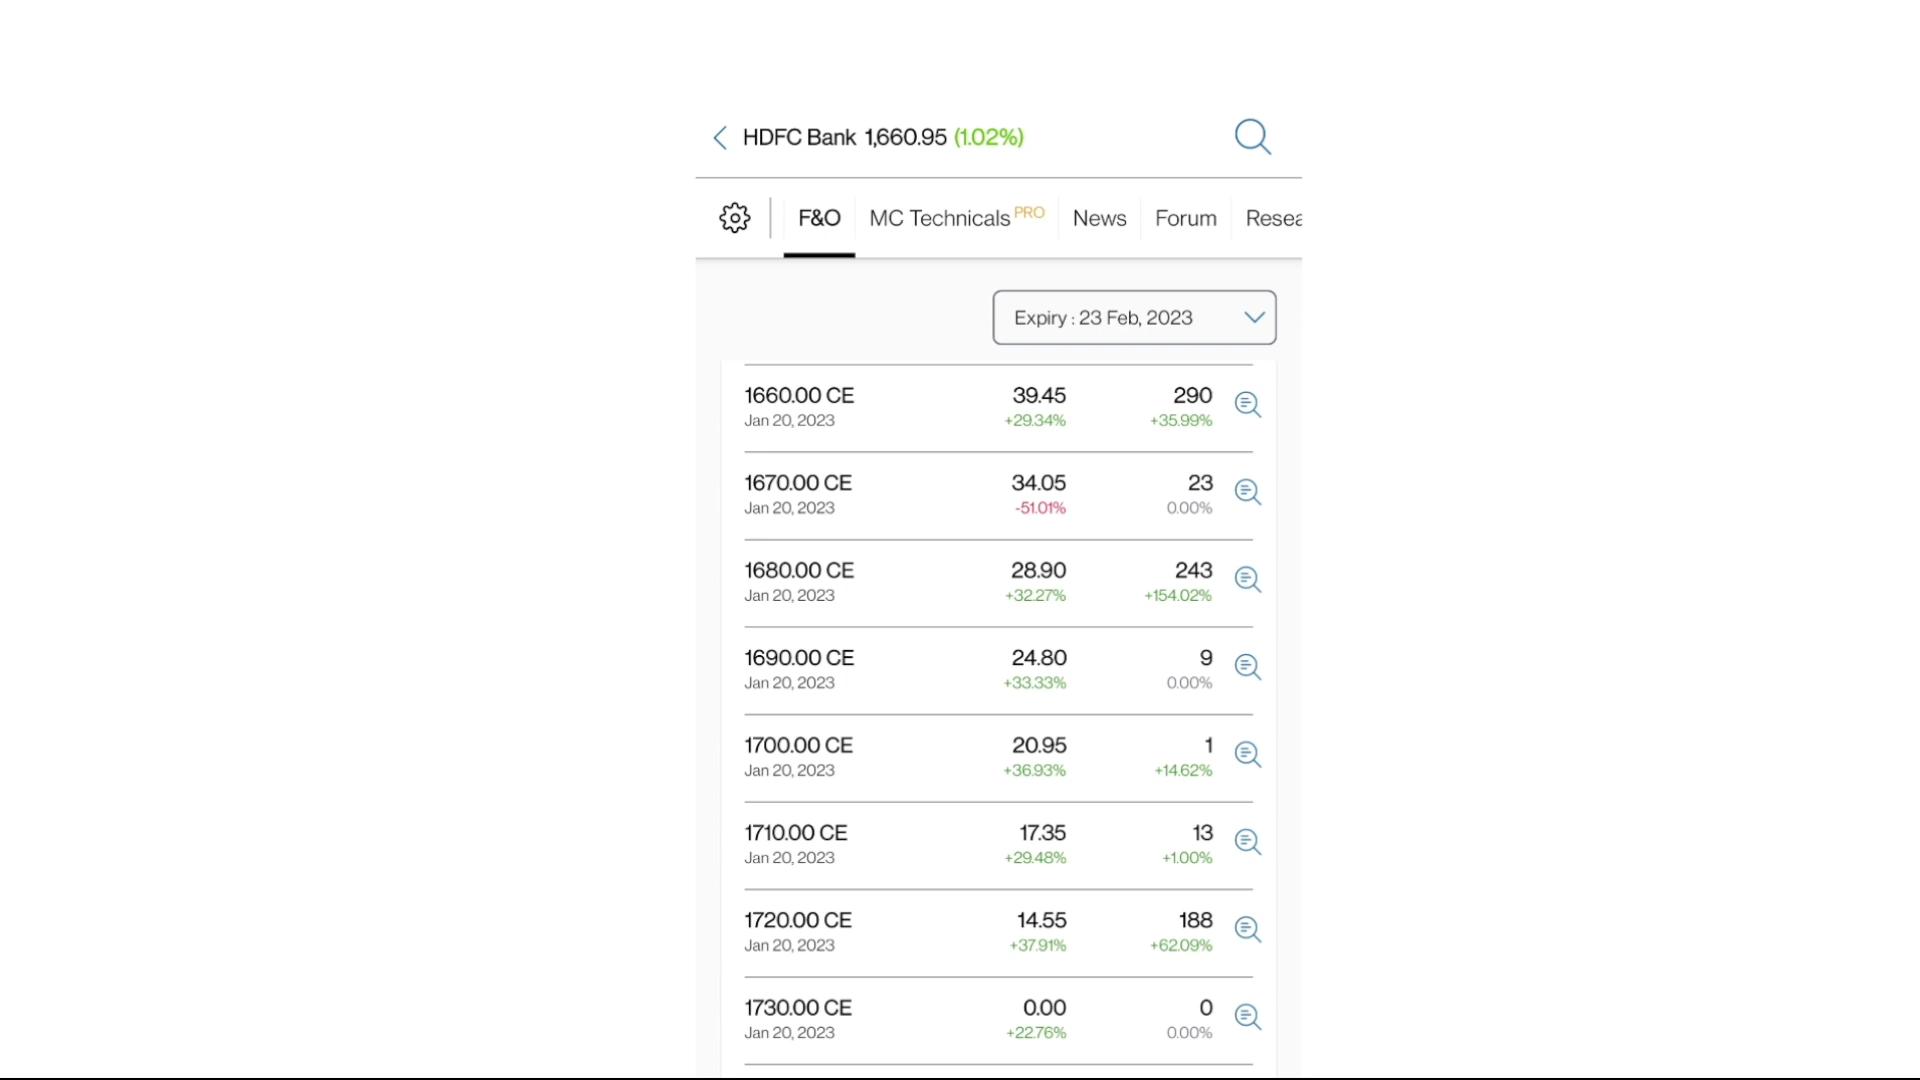 HDFC Bank 1,660.95 (1.02%)
F&O MC Technicals PRO News Forum Resea
Expiry : 23 Feb, 2023
1660.00 CE 39.45 290
Jan 20, 2023 +29.34% +35.99%
1670.00 CE 34.05 23
Jan 20, 2023 -51.01% 0.00%
1680.00 CE 28.90 243
Jan 20, 2023 +32.27% +154.02%
1690.00 CE 24.80 9
Jan 20, 2023 +33.33% 0.00%
1700.00 CE 20.95 1
Jan 20, 2023 +36.93% +14.62%
1710.00 CE 17.35 13
Jan 20, 2023 +29.48% +1.00%
1720.00 CE 14.55 188
Jan 20, 2023 +37.91% +62.09%
1730.00 CE 0.00 0
Jan 20, 2023 +22.76% 0.00%